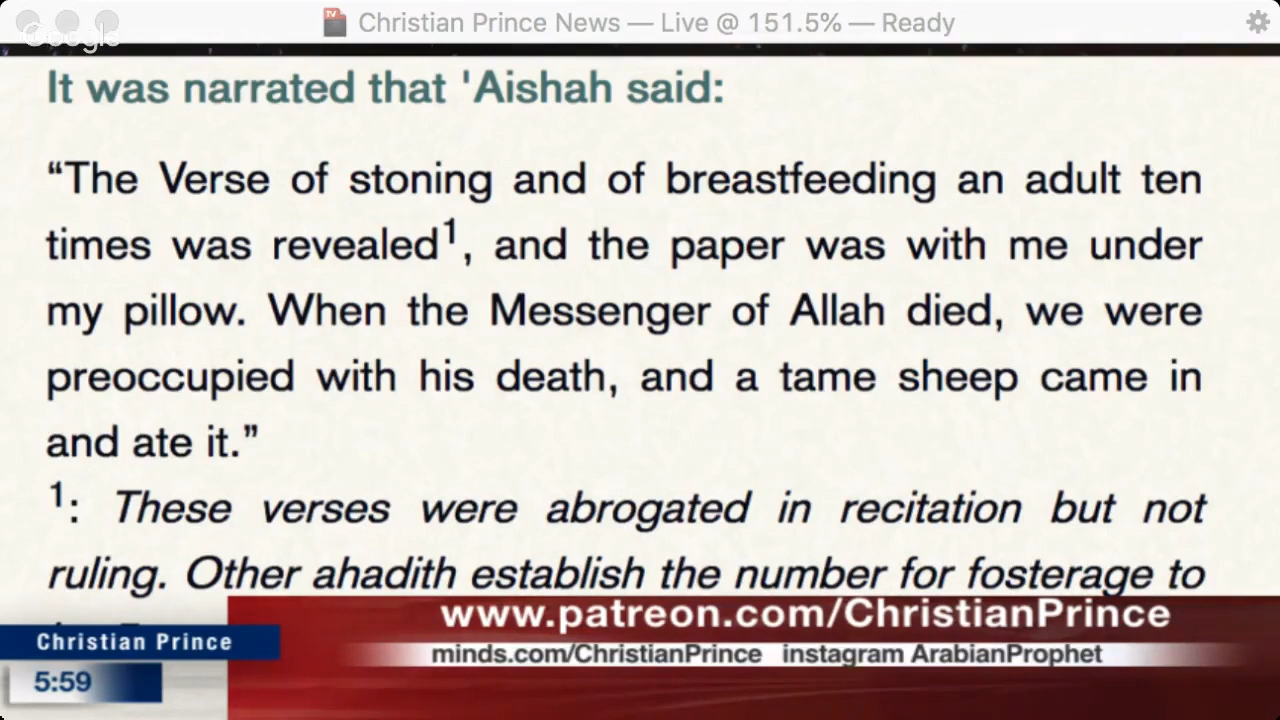 Christian Prince News — Live @ 151.5% — Ready
Google
TV
It was narrated that 'Aishah said:
“The Verse of stoning and of breastfeeding an adult ten
times was revealed¹, and the paper was with me under
my pillow. When the Messenger of Allah died, we were
preoccupied with his death, and a tame sheep came in
and ate it.”
¹: These verses were abrogated in recitation but not
ruling. Other ahadith establish the number for fosterage to
www.patreon.com/ChristianPrince
Christian Prince
minds.com/ChristianPrince instagram ArabianProphet
5:59